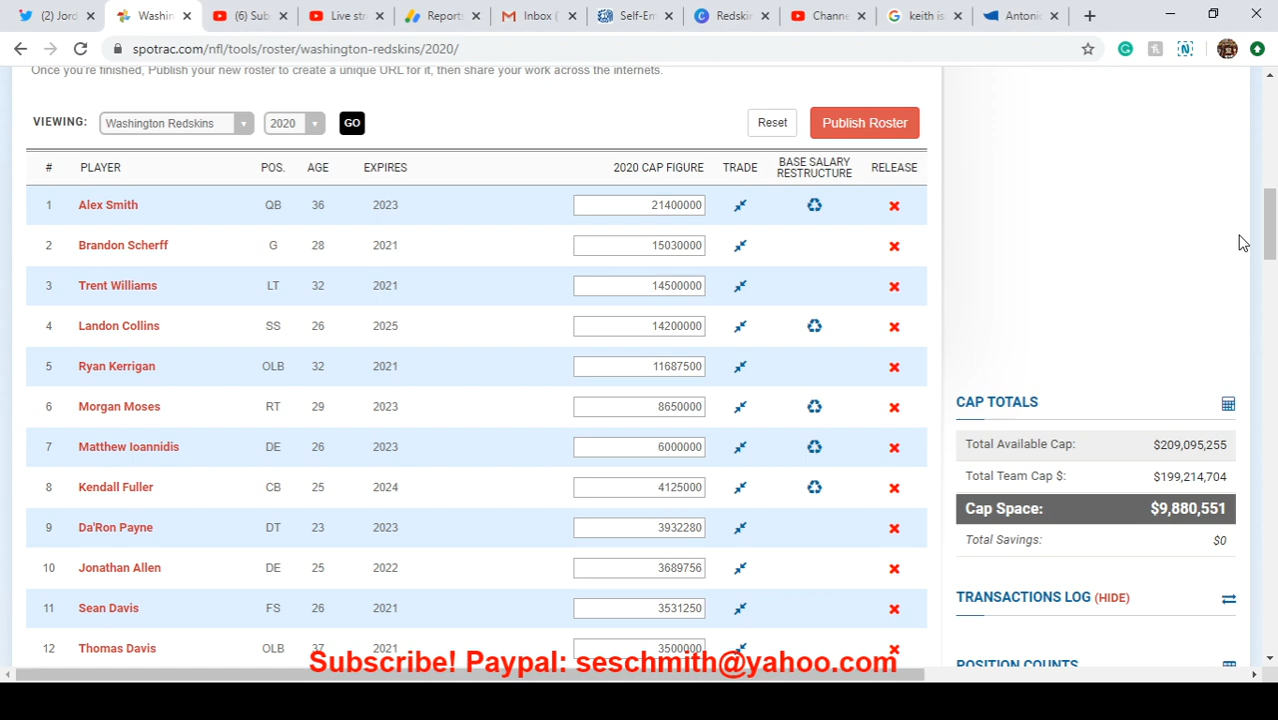 (2) Jord
Washin
(6) Sub
Live str
Reports
Inbox (
Self-Em
Redski
Channe
keith is
Antonio
spotrac.com/nfl/tools/roster/washington-redskins/2020/
Once you're finished, Publish your new roster to create a unique URL for it, then share your work across the internets.
VIEWING: Washington Redskins 2020 GO Reset Publish Roster
# PLAYER POS. AGE EXPIRES 2020 CAP FIGURE TRADE BASE SALARY RESTRUCTURE RELEASE
1 Alex Smith QB 36 2023 21400000
2 Brandon Scherff G 28 2021 15030000
3 Trent Williams LT 32 2021 14500000
4 Landon Collins SS 26 2025 14200000
5 Ryan Kerrigan OLB 32 2021 11687500
6 Morgan Moses RT 29 2023 8650000
7 Matthew Ioannidis DE 26 2023 6000000
8 Kendall Fuller CB 25 2024 4125000
9 Da'Ron Payne DT 23 2023 3932280
10 Jonathan Allen DE 25 2022 3689756
11 Sean Davis FS 26 2021 3531250
12 Thomas Davis OLB 37 2021 3500000
CAP TOTALS
Total Available Cap: $209,095,255
Total Team Cap $: $199,214,704
Cap Space: $9,880,551
Total Savings: $0
TRANSACTIONS LOG (HIDE)
POSITION COUNTS
Subscribe! Paypal: seschmith@yahoo.com